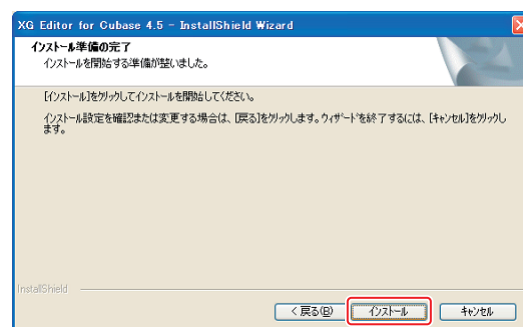 XG Editor for Cubase 4.5 - InstallShield Wizard
インストール準備の完了
インストールを開始する準備が整いました。
[インストール]をクリックしてインストールを開始してください。
インストール設定を確認または変更する場合は、[戻る]をクリックします。ウィザードを終了するには、[キャンセル]をクリックし
ます。
InstallShield
< 戻る(B)
インストール
キャンセル